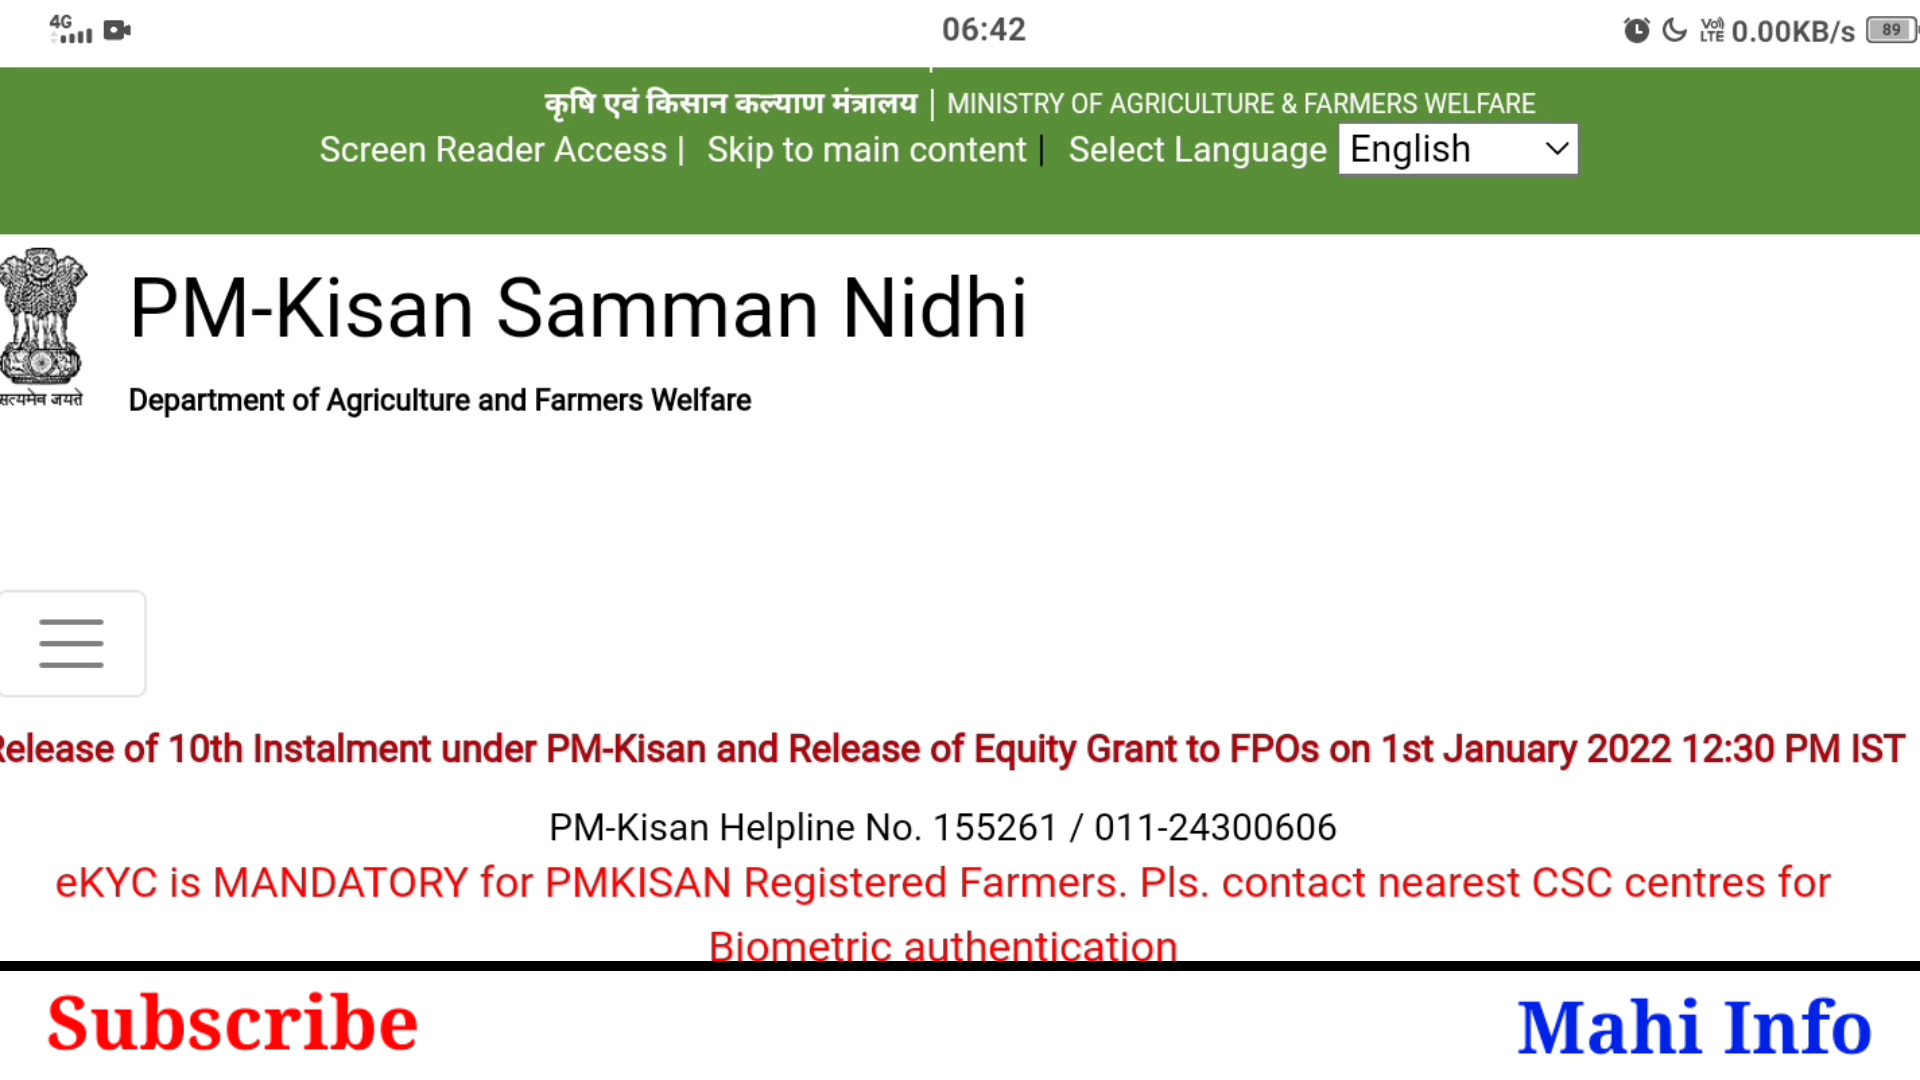 4G 06:42 Vo) LTE 0.00KB/s 89
कृषि एवं किसान कल्याण मंत्रालय | MINISTRY OF AGRICULTURE & FARMERS WELFARE
Screen Reader Access | Skip to main content | Select Language English
PM-Kisan Samman Nidhi
सत्यमेव जयते
Department of Agriculture and Farmers Welfare
Release of 10th Instalment under PM-Kisan and Release of Equity Grant to FPOs on 1st January 2022 12:30 PM IST
PM-Kisan Helpline No. 155261 / 011-24300606
eKYC is MANDATORY for PMKISAN Registered Farmers. Pls. contact nearest CSC centres for
Biometric authentication
Subscribe Mahi Info